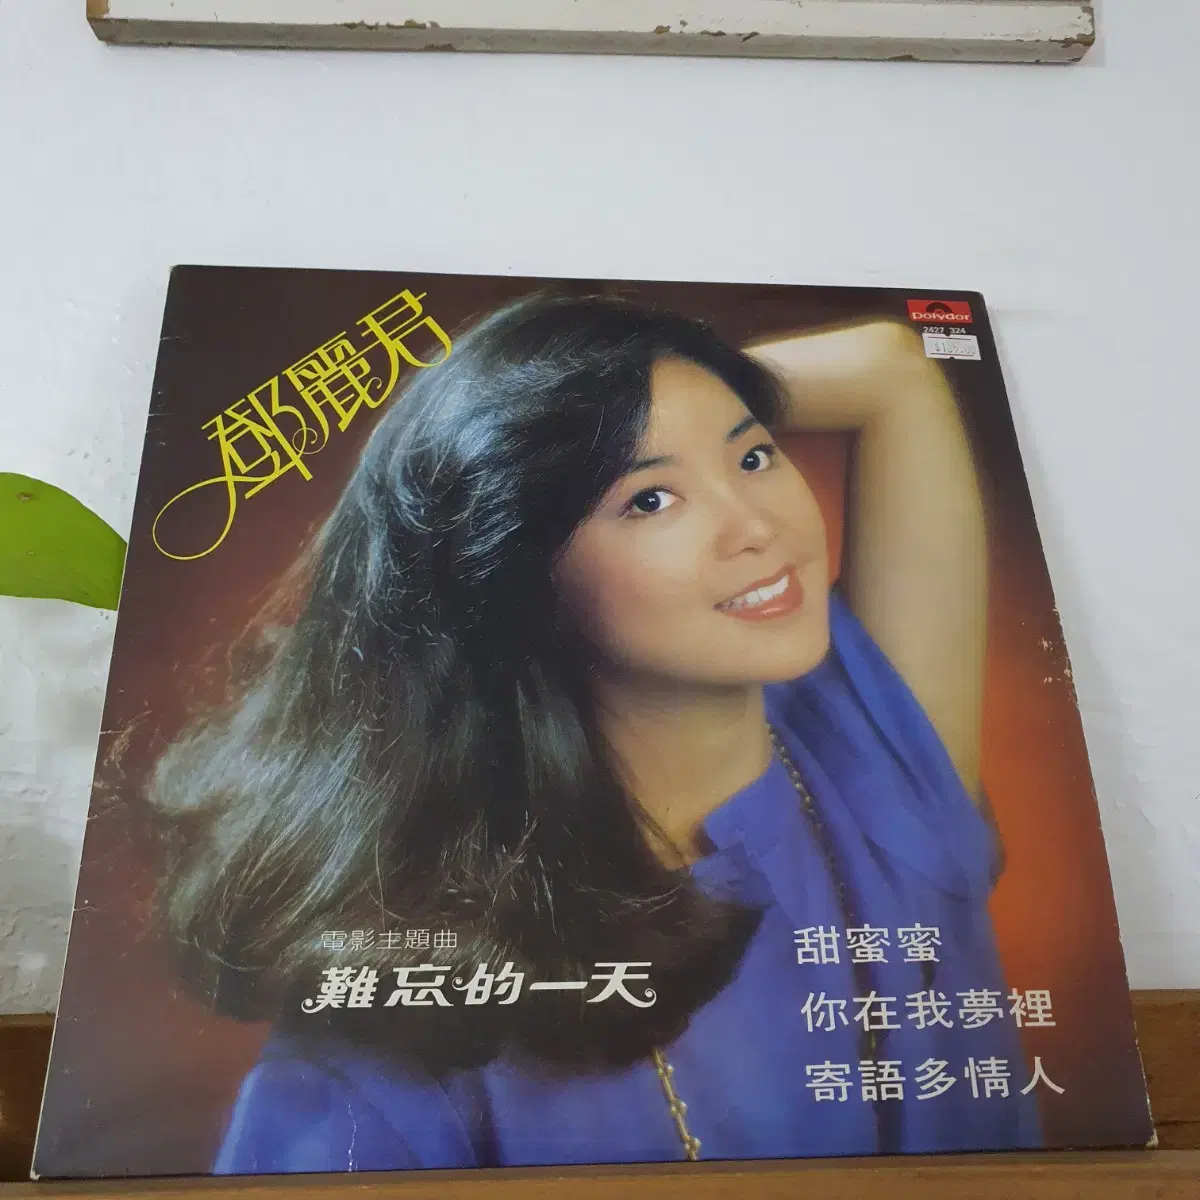 鄧麗君
Polydor
2427 324
電影主題曲
難忘的一天
甜蜜蜜
你在我夢裡
寄語多情人